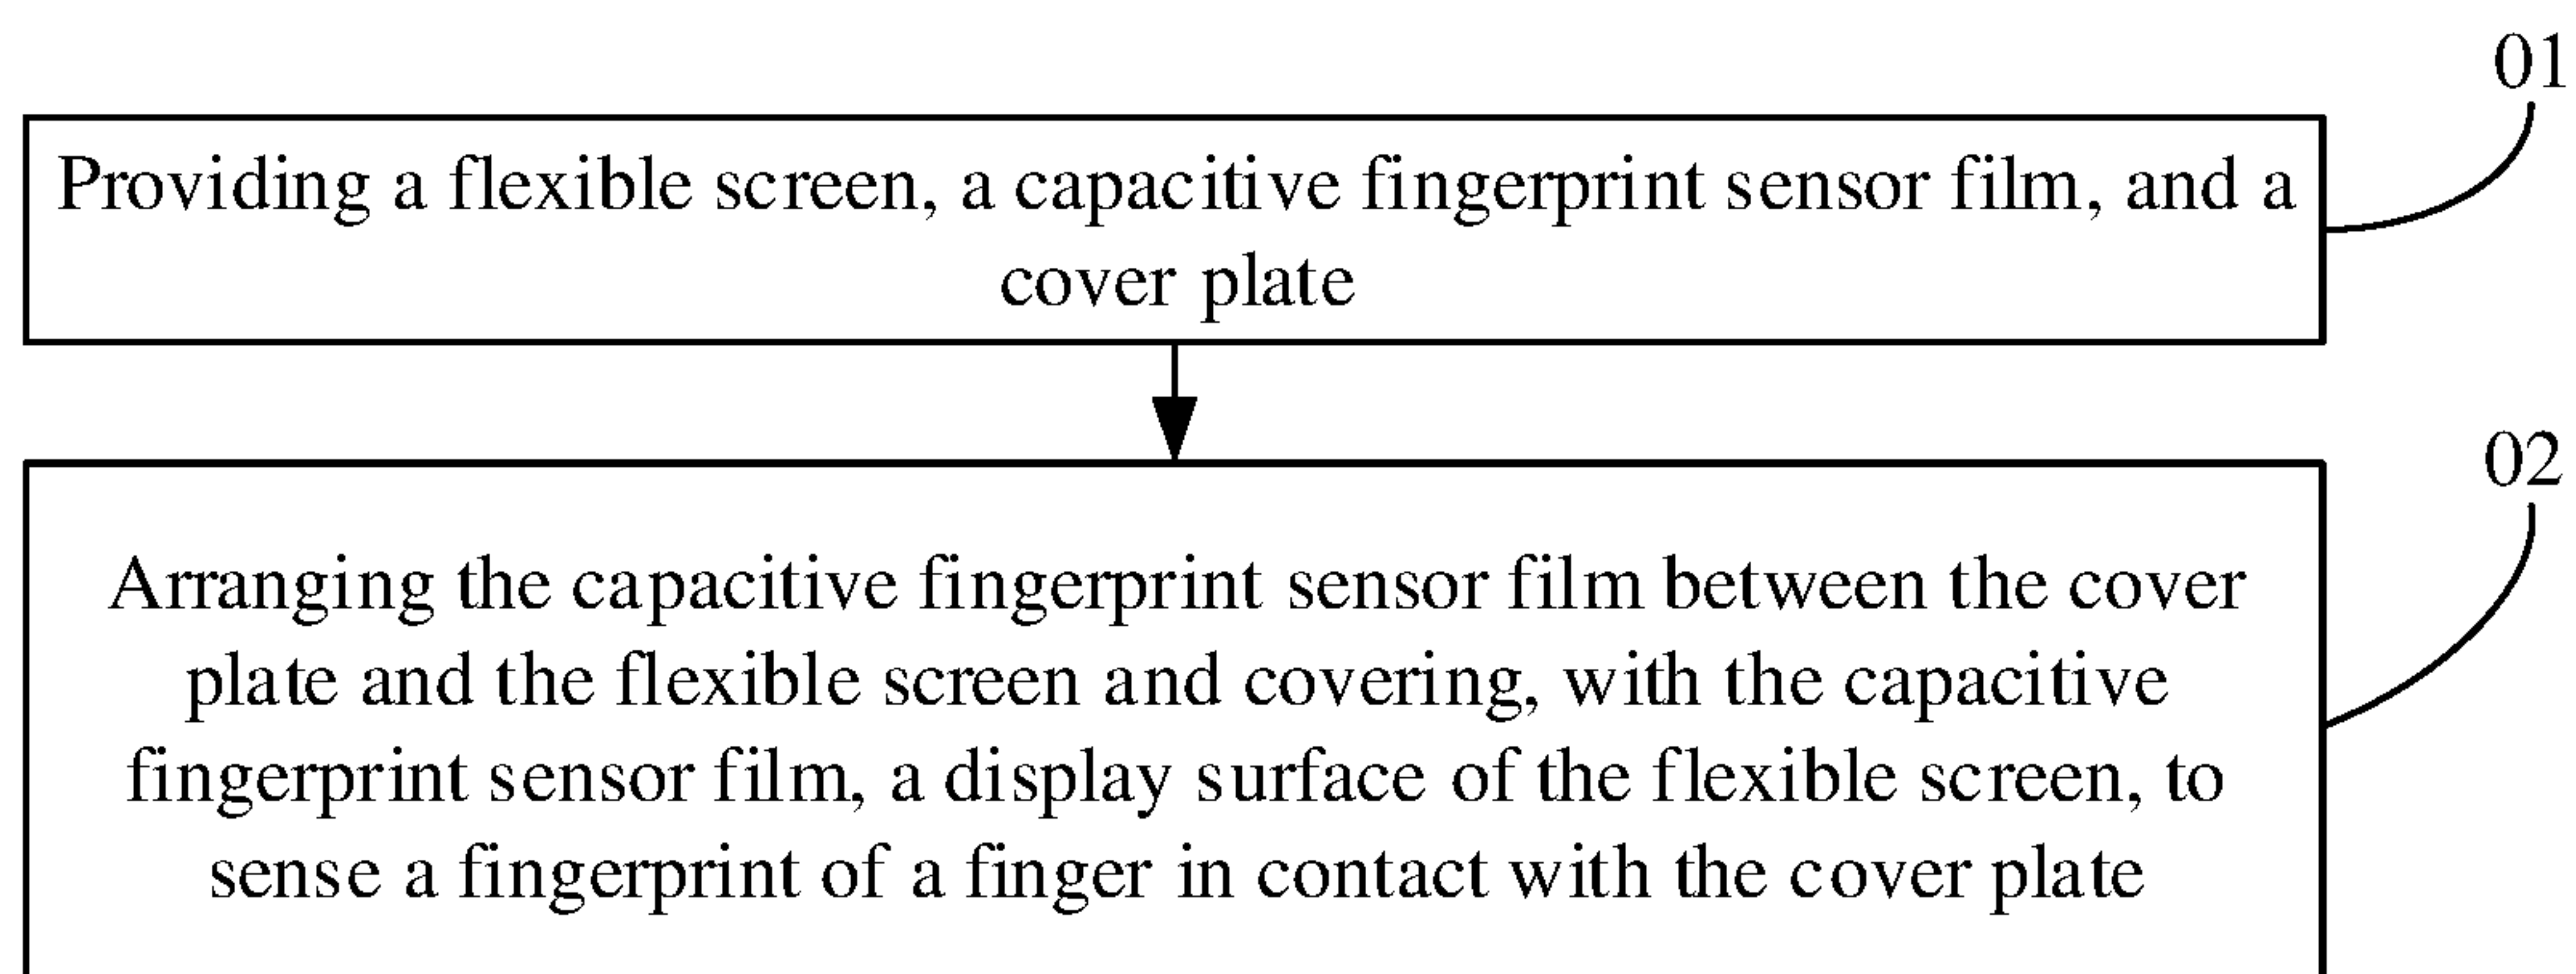 01
Providing a flexible screen, a capacitive fingerprint sensor film, and a
cover plate
02
Arranging the capacitive fingerprint sensor film between the cover
plate and the flexible screen and covering, with the capacitive
fingerprint sensor film, a display surface of the flexible screen, to
sense a fingerprint of a finger in contact with the cover plate